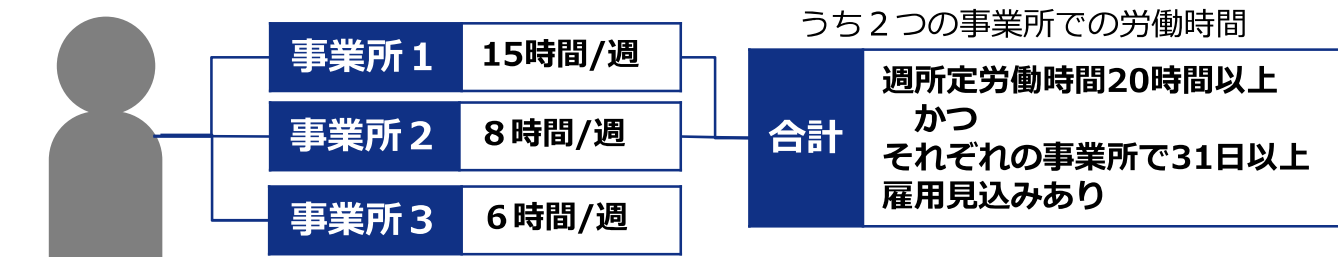 うち２つの事業所での労働時間
事業所１ 15時間/週
事業所２ ８時間/週
事業所３ ６時間/週
合計
週所定労働時間20時間以上
かつ
それぞれの事業所で31日以上
雇用見込みあり